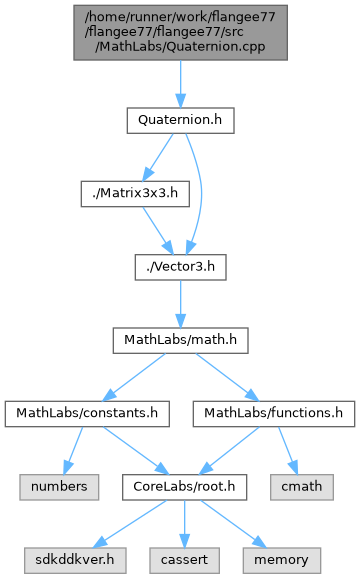 /home/runner/work/flangee77
/flangee77/flangee77/src
/MathLabs/Quaternion.cpp
Quaternion.h
./Matrix3x3.h
./Vector3.h
MathLabs/math.h
MathLabs/constants.h
MathLabs/functions.h
numbers
CoreLabs/root.h
cmath
sdkddkver.h
cassert
memory